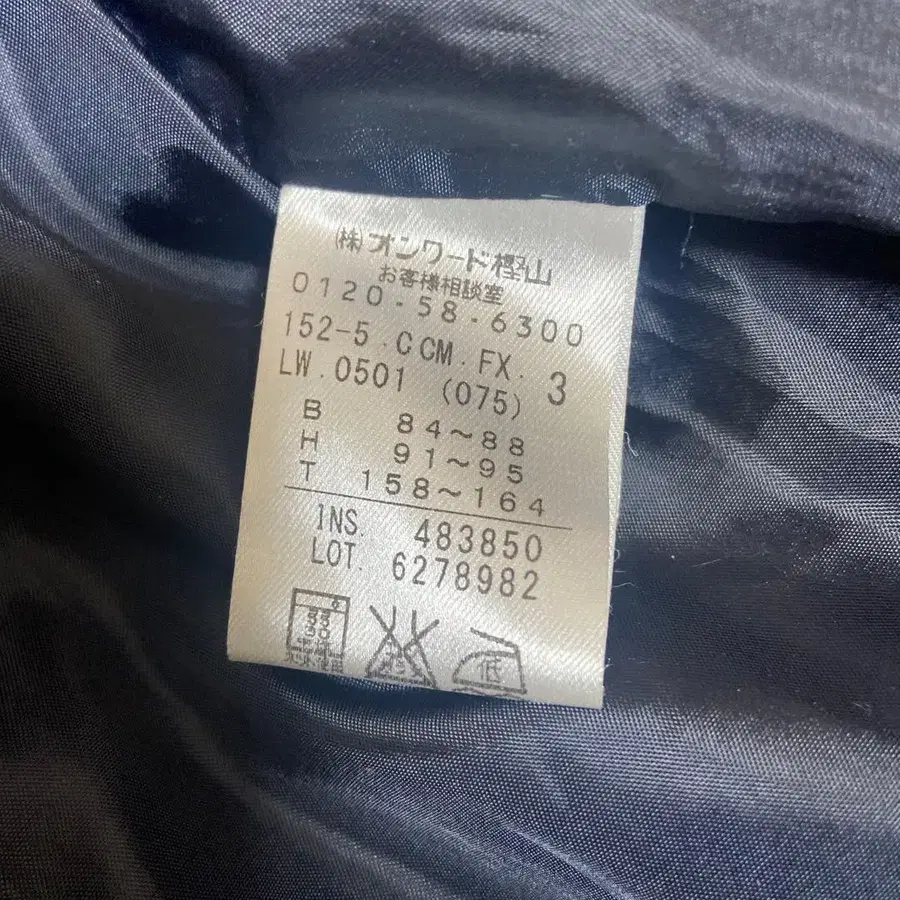 (株)オンワード樫山
お客様相談室
0120-58-6300
152-5.CCM.FX. 3
LW.0501 (075)
B 84～88
H 91～95
T 158～164
INS. 483850
LOT. 6278982
低